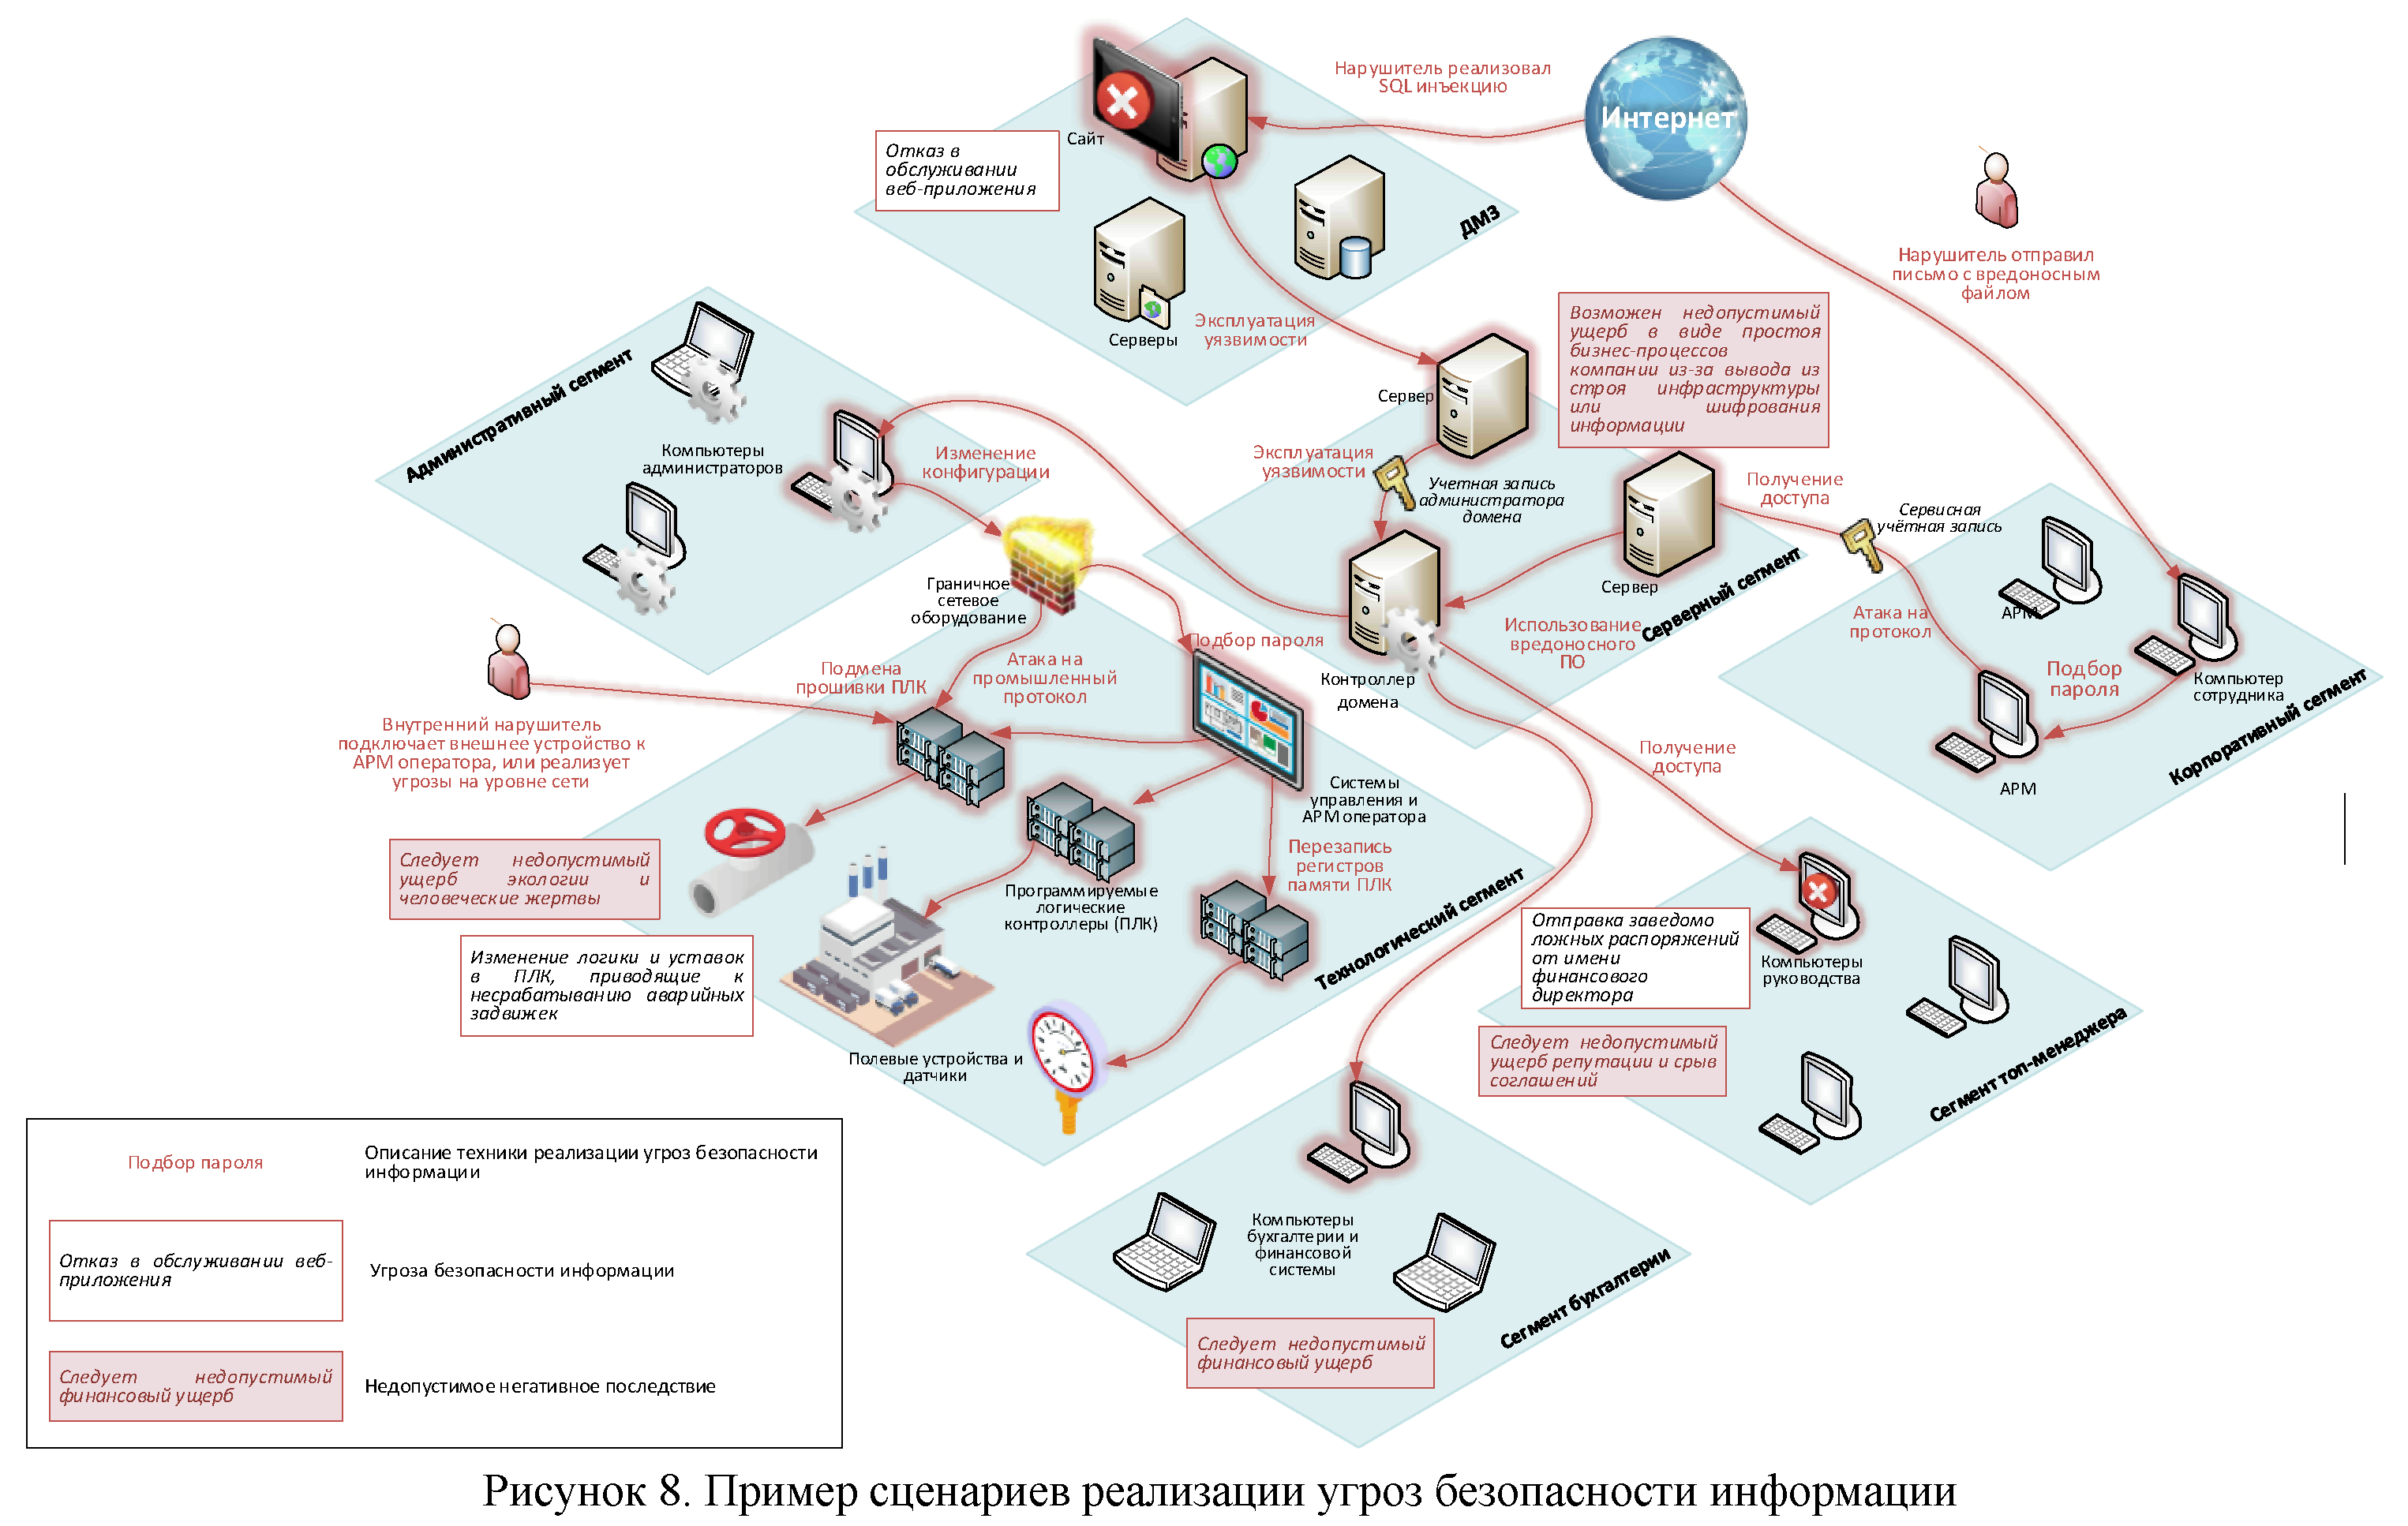 Нарушитель реализовал
SQL инъекцию
Интернет
Сайт
Отказ в
обслуживании
веб-приложения
ДМЗ
Серверы
Эксплуатация
уязвимости
Нарушитель отправил
письмо с вредоносным
файлом
Возможен недопустимый
ущерб в виде простоя
бизнес-процессов
компании из-за вывода из
строя инфраструктуры
или шифрования
информации
Административный сегмент
Компьютеры
администраторов
Изменение
конфигурации
Сервер
Эксплуатация
уязвимости
Учетная запись
администратора
домена
Получение
доступа
Сервисная
учётная запись
Граничное
сетевое
оборудование
Сервер
Серверный сегмент
АРМ
Атака на
протокол
Использование
вредоносного
ПО
Контроллер
домена
Подбор пароля
Подбор
пароля
Компьютер
сотрудника
АРМ
Корпоративный сегмент
Подмена
прошивки ПЛК
Атака на
промышленный
протокол
Внутренний нарушитель
подключает внешнее устройство к
АРМ оператора, или реализует
угрозы на уровне сети
Получение
доступа
Системы
управления и
АРМ оператора
Перезапись
регистров
памяти ПЛК
Следует недопустимый
ущерб экологии и
человеческие жертвы
Программируемые
логические
контроллеры (ПЛК)
Технологический сегмент
Изменение логики и уставок
в ПЛК, приводящие к
несрабатыванию аварийных
задвижек
Полевые устройства и
датчики
Отправка заведомо
ложных распоряжений
от имени
финансового
директора
Компьютеры
руководства
Следует недопустимый
ущерб репутации и срыв
соглашений
Сегмент топ-менеджера
Компьютеры
бухгалтерии и
финансовой
системы
Сегмент бухгалтерии
Следует недопустимый
финансовый ущерб
Подбор пароля
Описание техники реализации угроз безопасности
информации
Отказ в обслуживании веб-
приложения
Угроза безопасности информации
Следует недопустимый
финансовый ущерб
Недопустимое негативное последствие
Рисунок 8. Пример сценариев реализации угроз безопасности информации